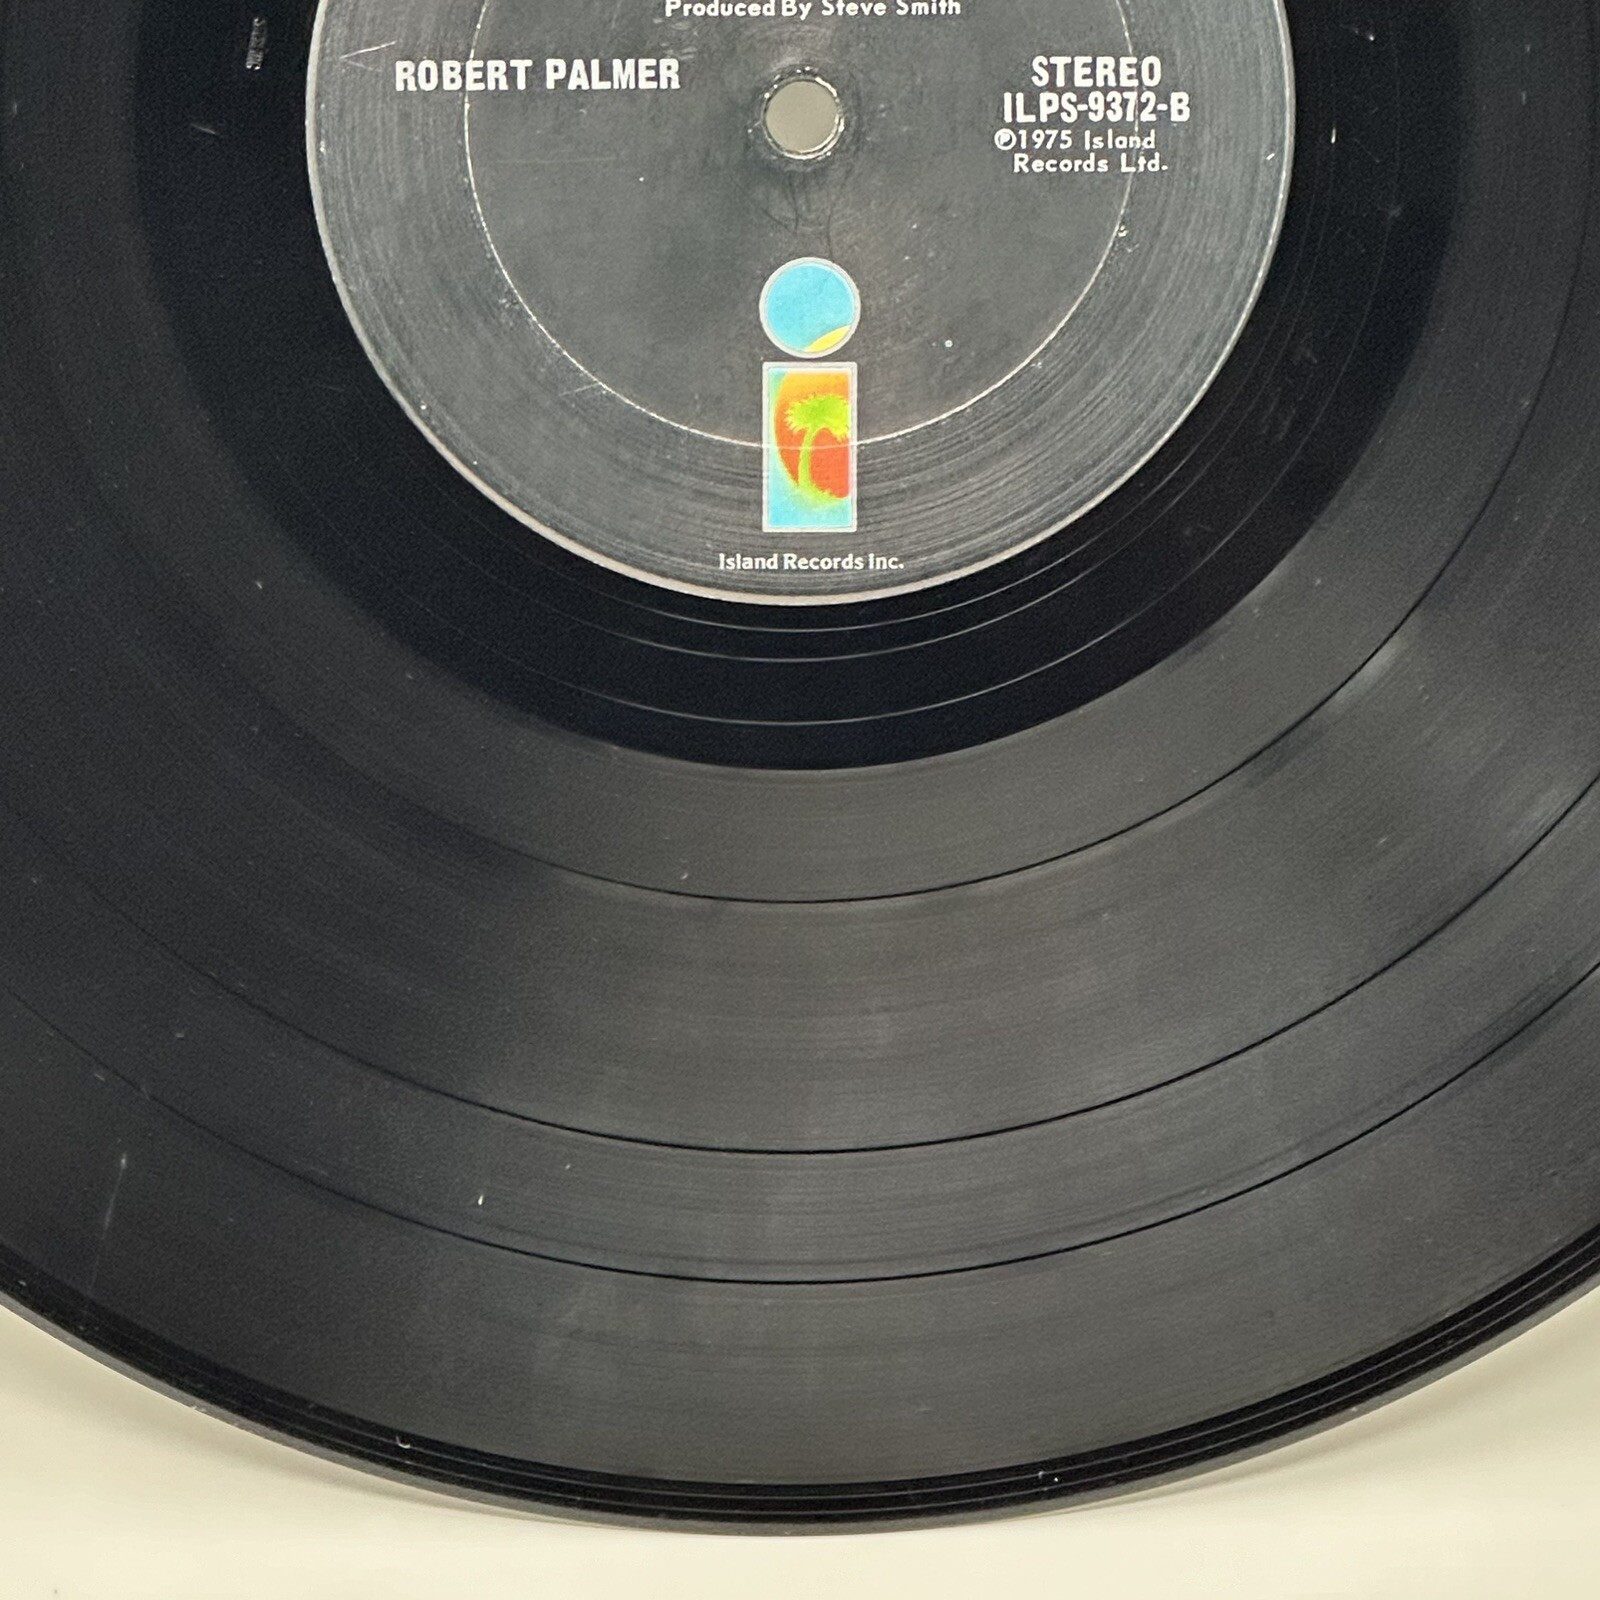 Produced By Steve Smith
ROBERT PALMER
STEREO
ILPS-9372-B
℗1975 Island
Records Ltd.
Island Records Inc.